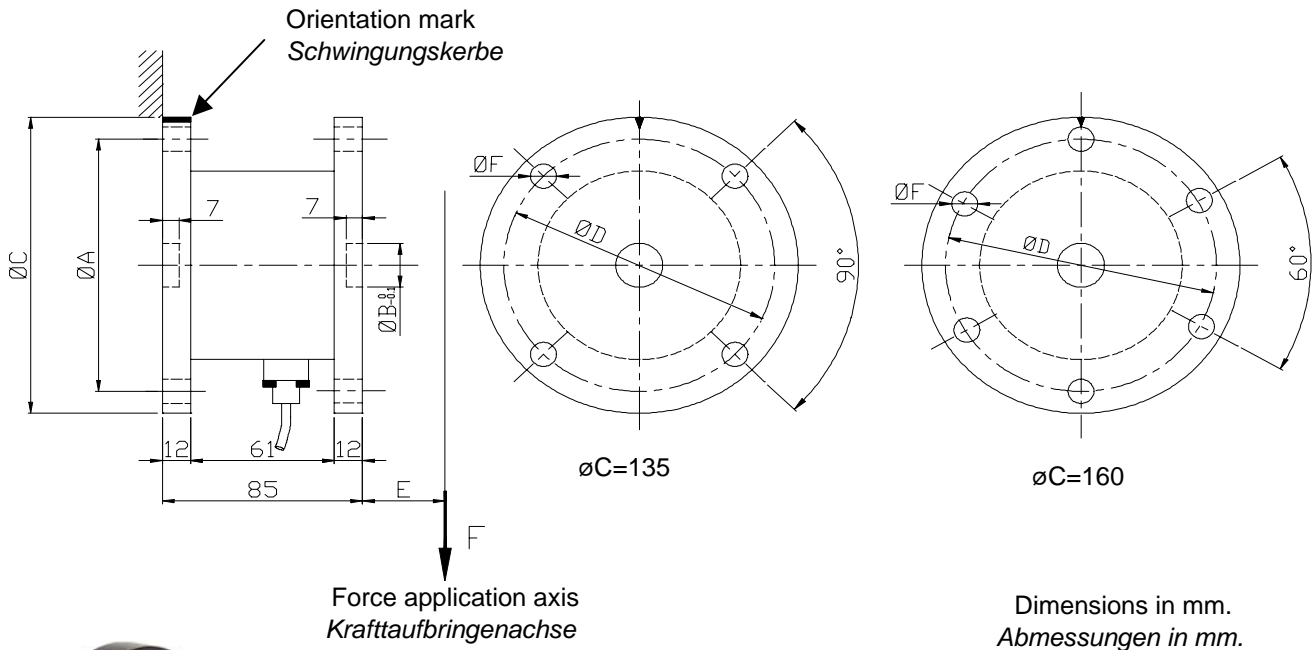 Orientation mark
Schwingungskerbe
ØC
ØA
7
7
ØB-0.1
12
61
12
85
E
F
Force application axis
Krafttaufbringenachse
ØF
ØD
90°
øC=135
ØF
ØD
60°
øC=160
Dimensions in mm.
Abmessungen in mm.